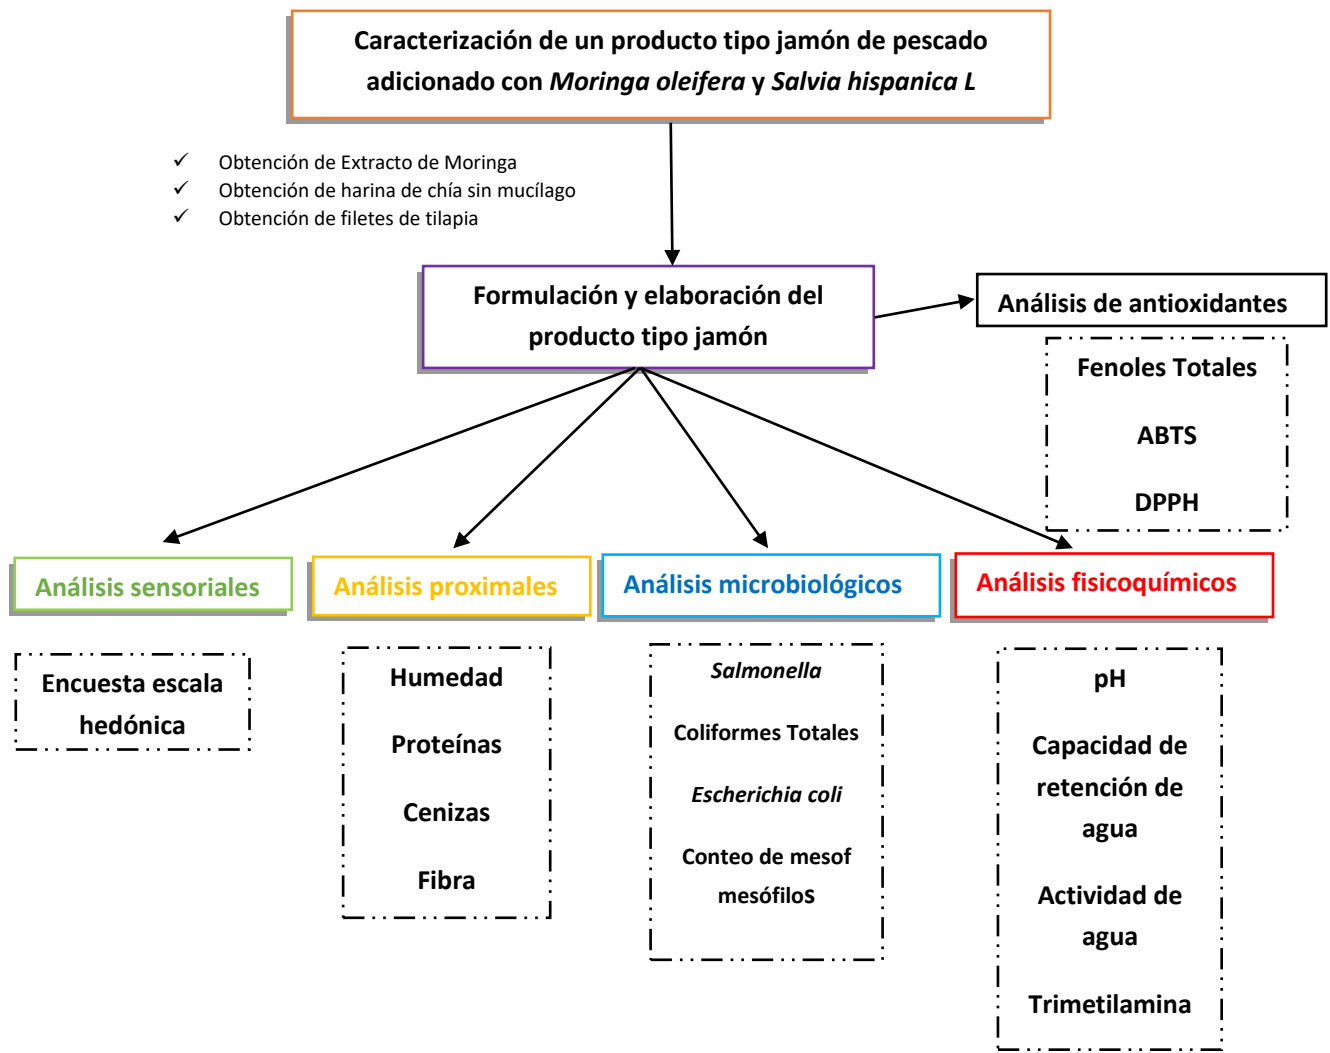 Caracterización de un producto tipo jamón de pescado
adicionado con Moringa oleifera y Salvia hispanica L
✓ Obtención de Extracto de Moringa
✓ Obtención de harina de chía sin mucílago
✓ Obtención de filetes de tilapia
Formulación y elaboración del
producto tipo jamón
Análisis de antioxidantes
Fenoles Totales
ABTS
DPPH
Análisis sensoriales
Encuesta escala
hedónica
Análisis proximales
Humedad
Proteínas
Cenizas
Fibra
Análisis microbiológicos
Salmonella
Coliformes Totales
Escherichia coli
Conteo de mesof
mesófilos
Análisis fisicoquímicos
pH
Capacidad de
retención de
agua
Actividad de
agua
Trimetilamina